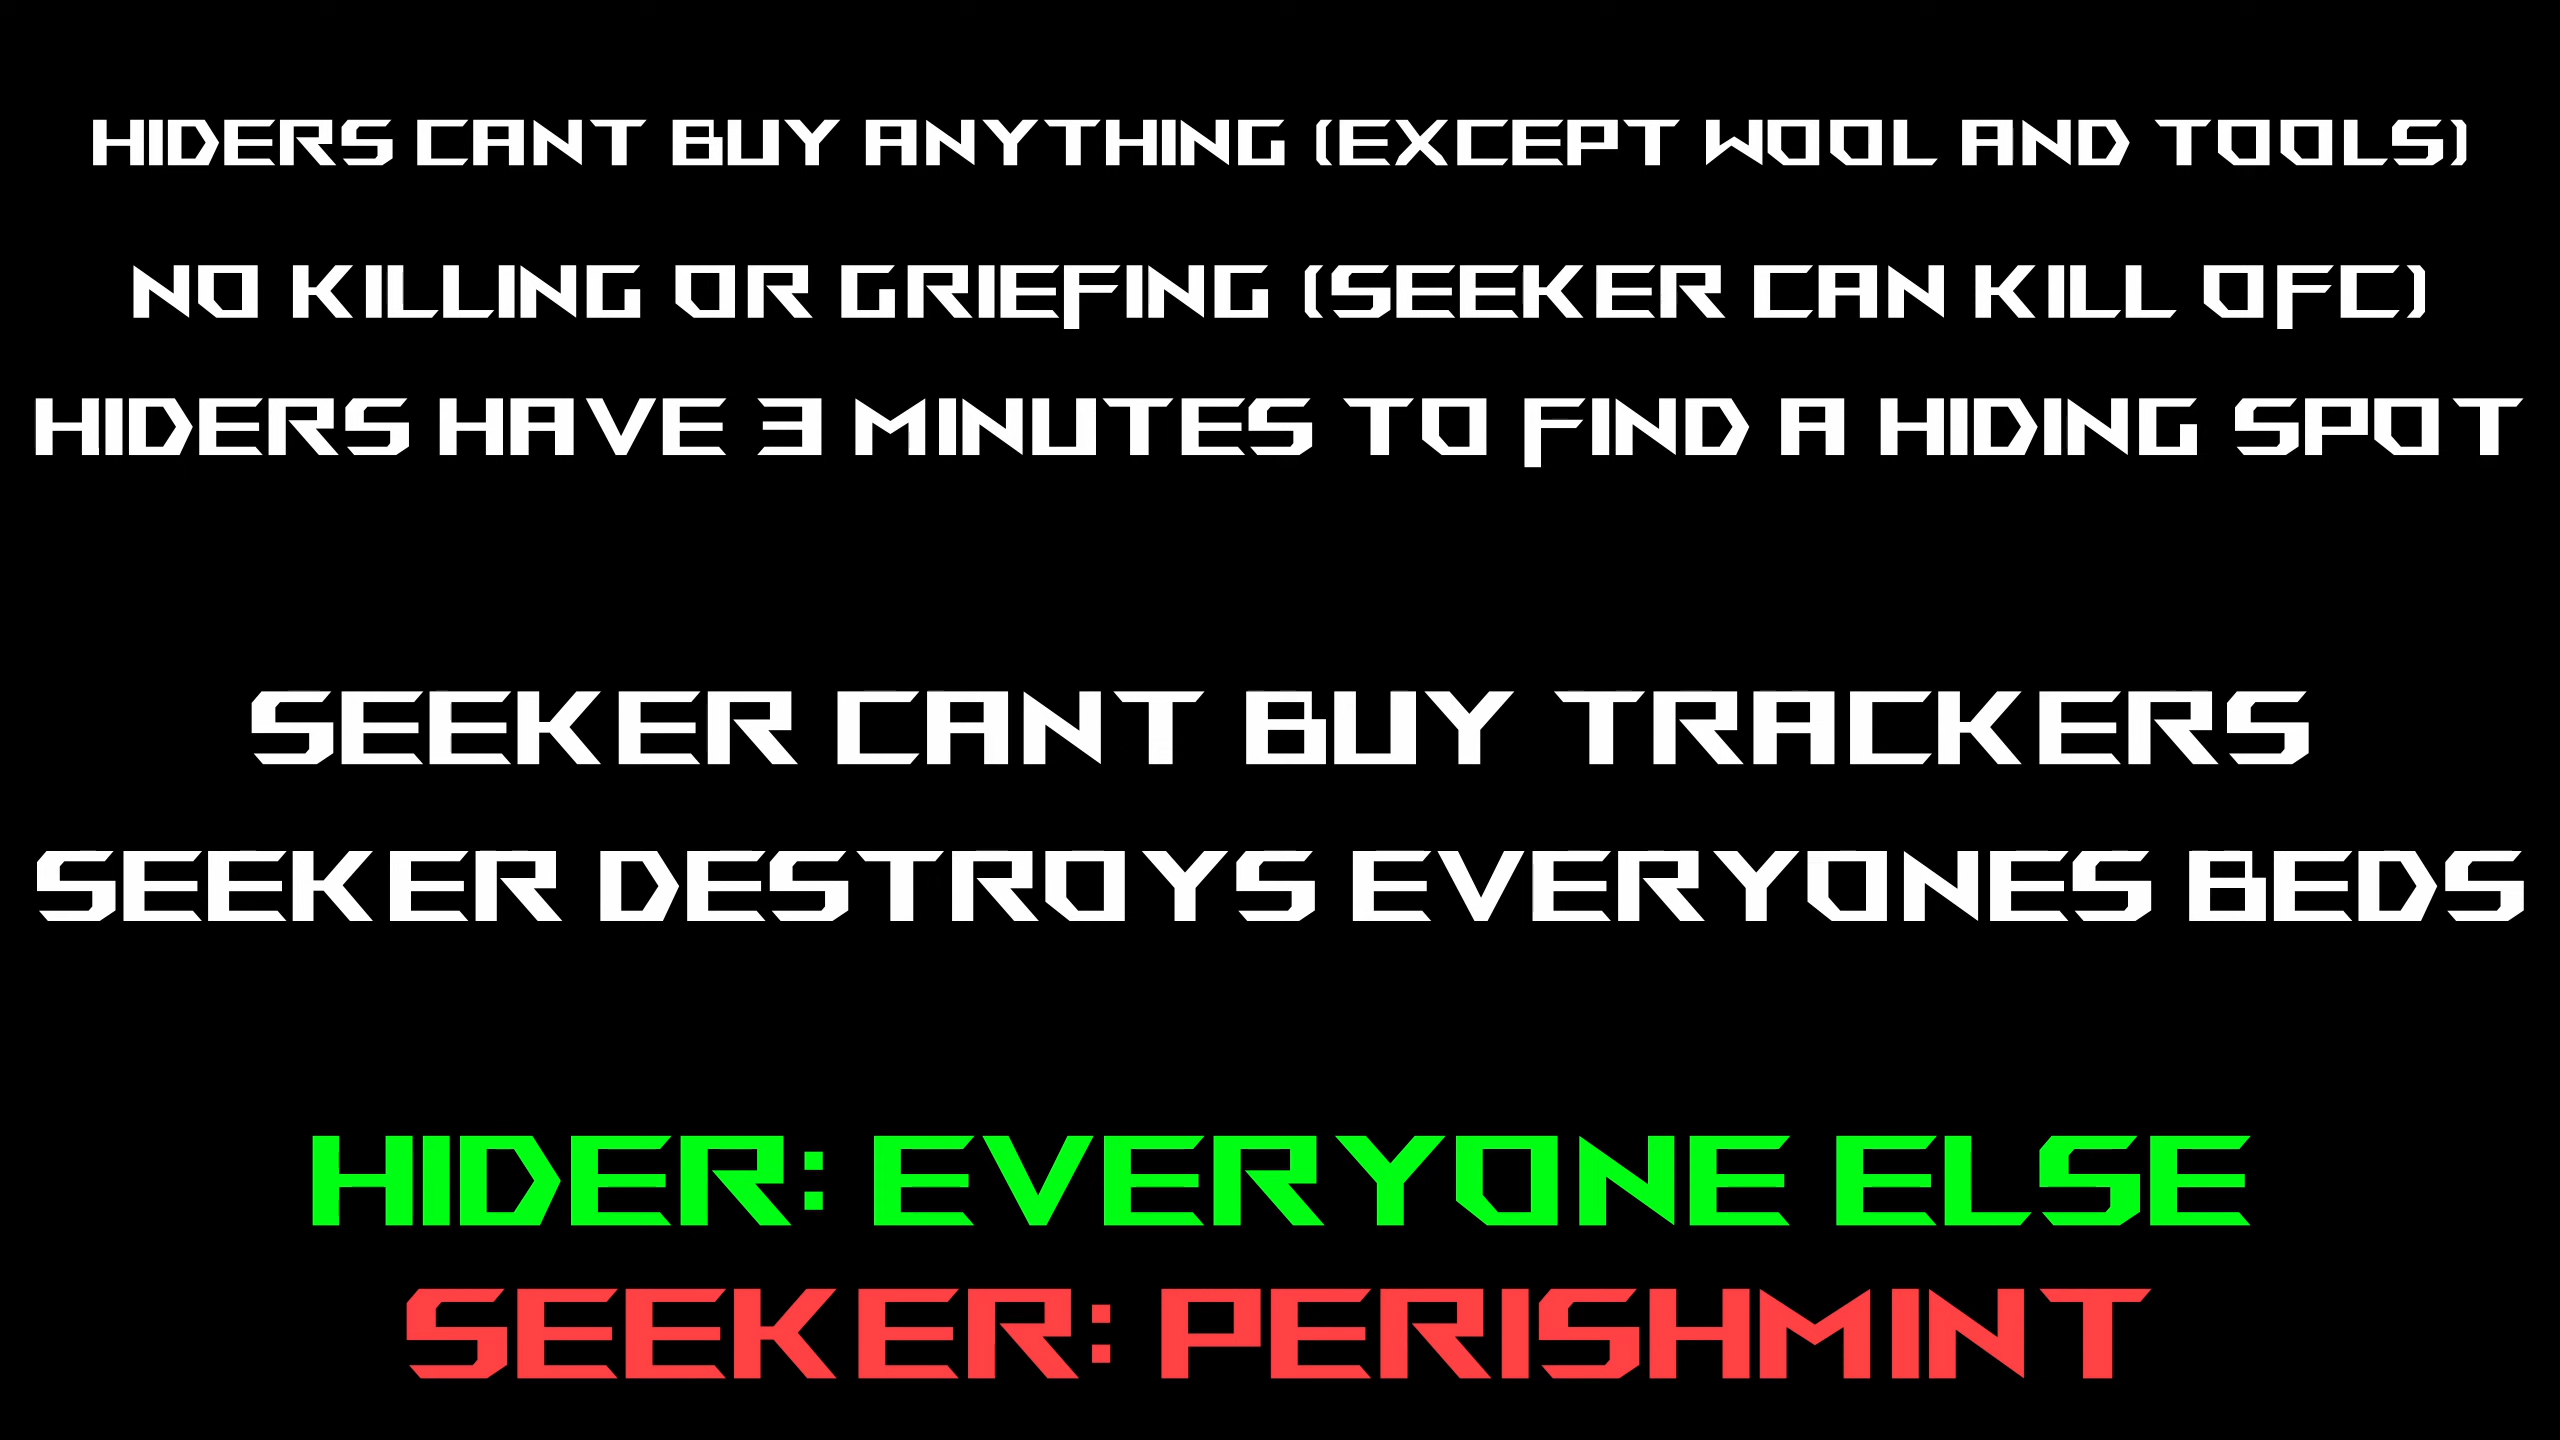 HIDERS CANT BUY ANYTHING (EXCEPT WOOL AND TOOLS)
NO KILLING OR GRIEFING (SEEKER CAN KILL OFC)
HIDERS HAVE 3 MINUTES TO FIND A HIDING SPOT
SEEKER CANT BUY TRACKERS
SEEKER DESTROYS EVERYONES BEDS
HIDER: EVERYONE ELSE
SEEKER: PERISHMINT